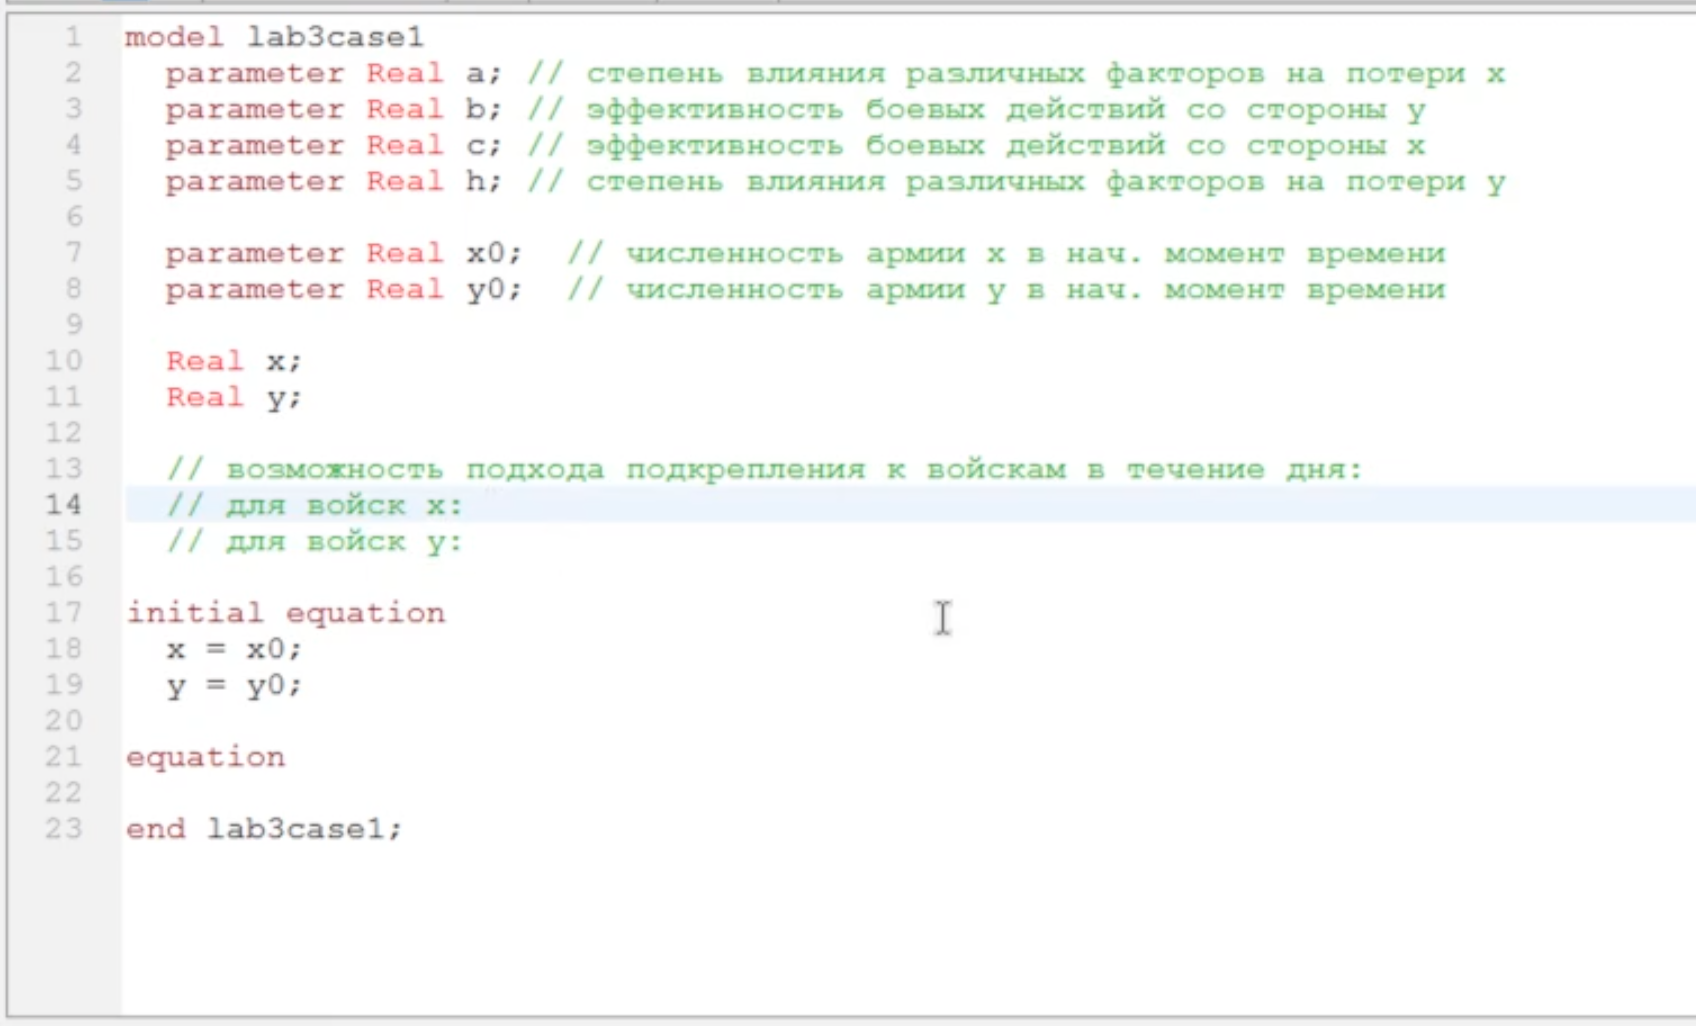 1 model lab3case1
2 parameter Real a; // степень влияния различных факторов на потери x
3 parameter Real b; // эффективность боевых действий со стороны y
4 parameter Real c; // эффективность боевых действий со стороны x
5 parameter Real h; // степень влияния различных факторов на потери y
6
7 parameter Real x0; // численность армии x в нач. момент времени
8 parameter Real y0; // численность армии y в нач. момент времени
9
10 Real x;
11 Real y;
12
13 // возможность подхода подкрепления к войскам в течение дня:
14 // для войск x:
15 // для войск y:
16
17 initial equation
18 x = x0;
19 y = y0;
20
21 equation
22
23 end lab3case1;